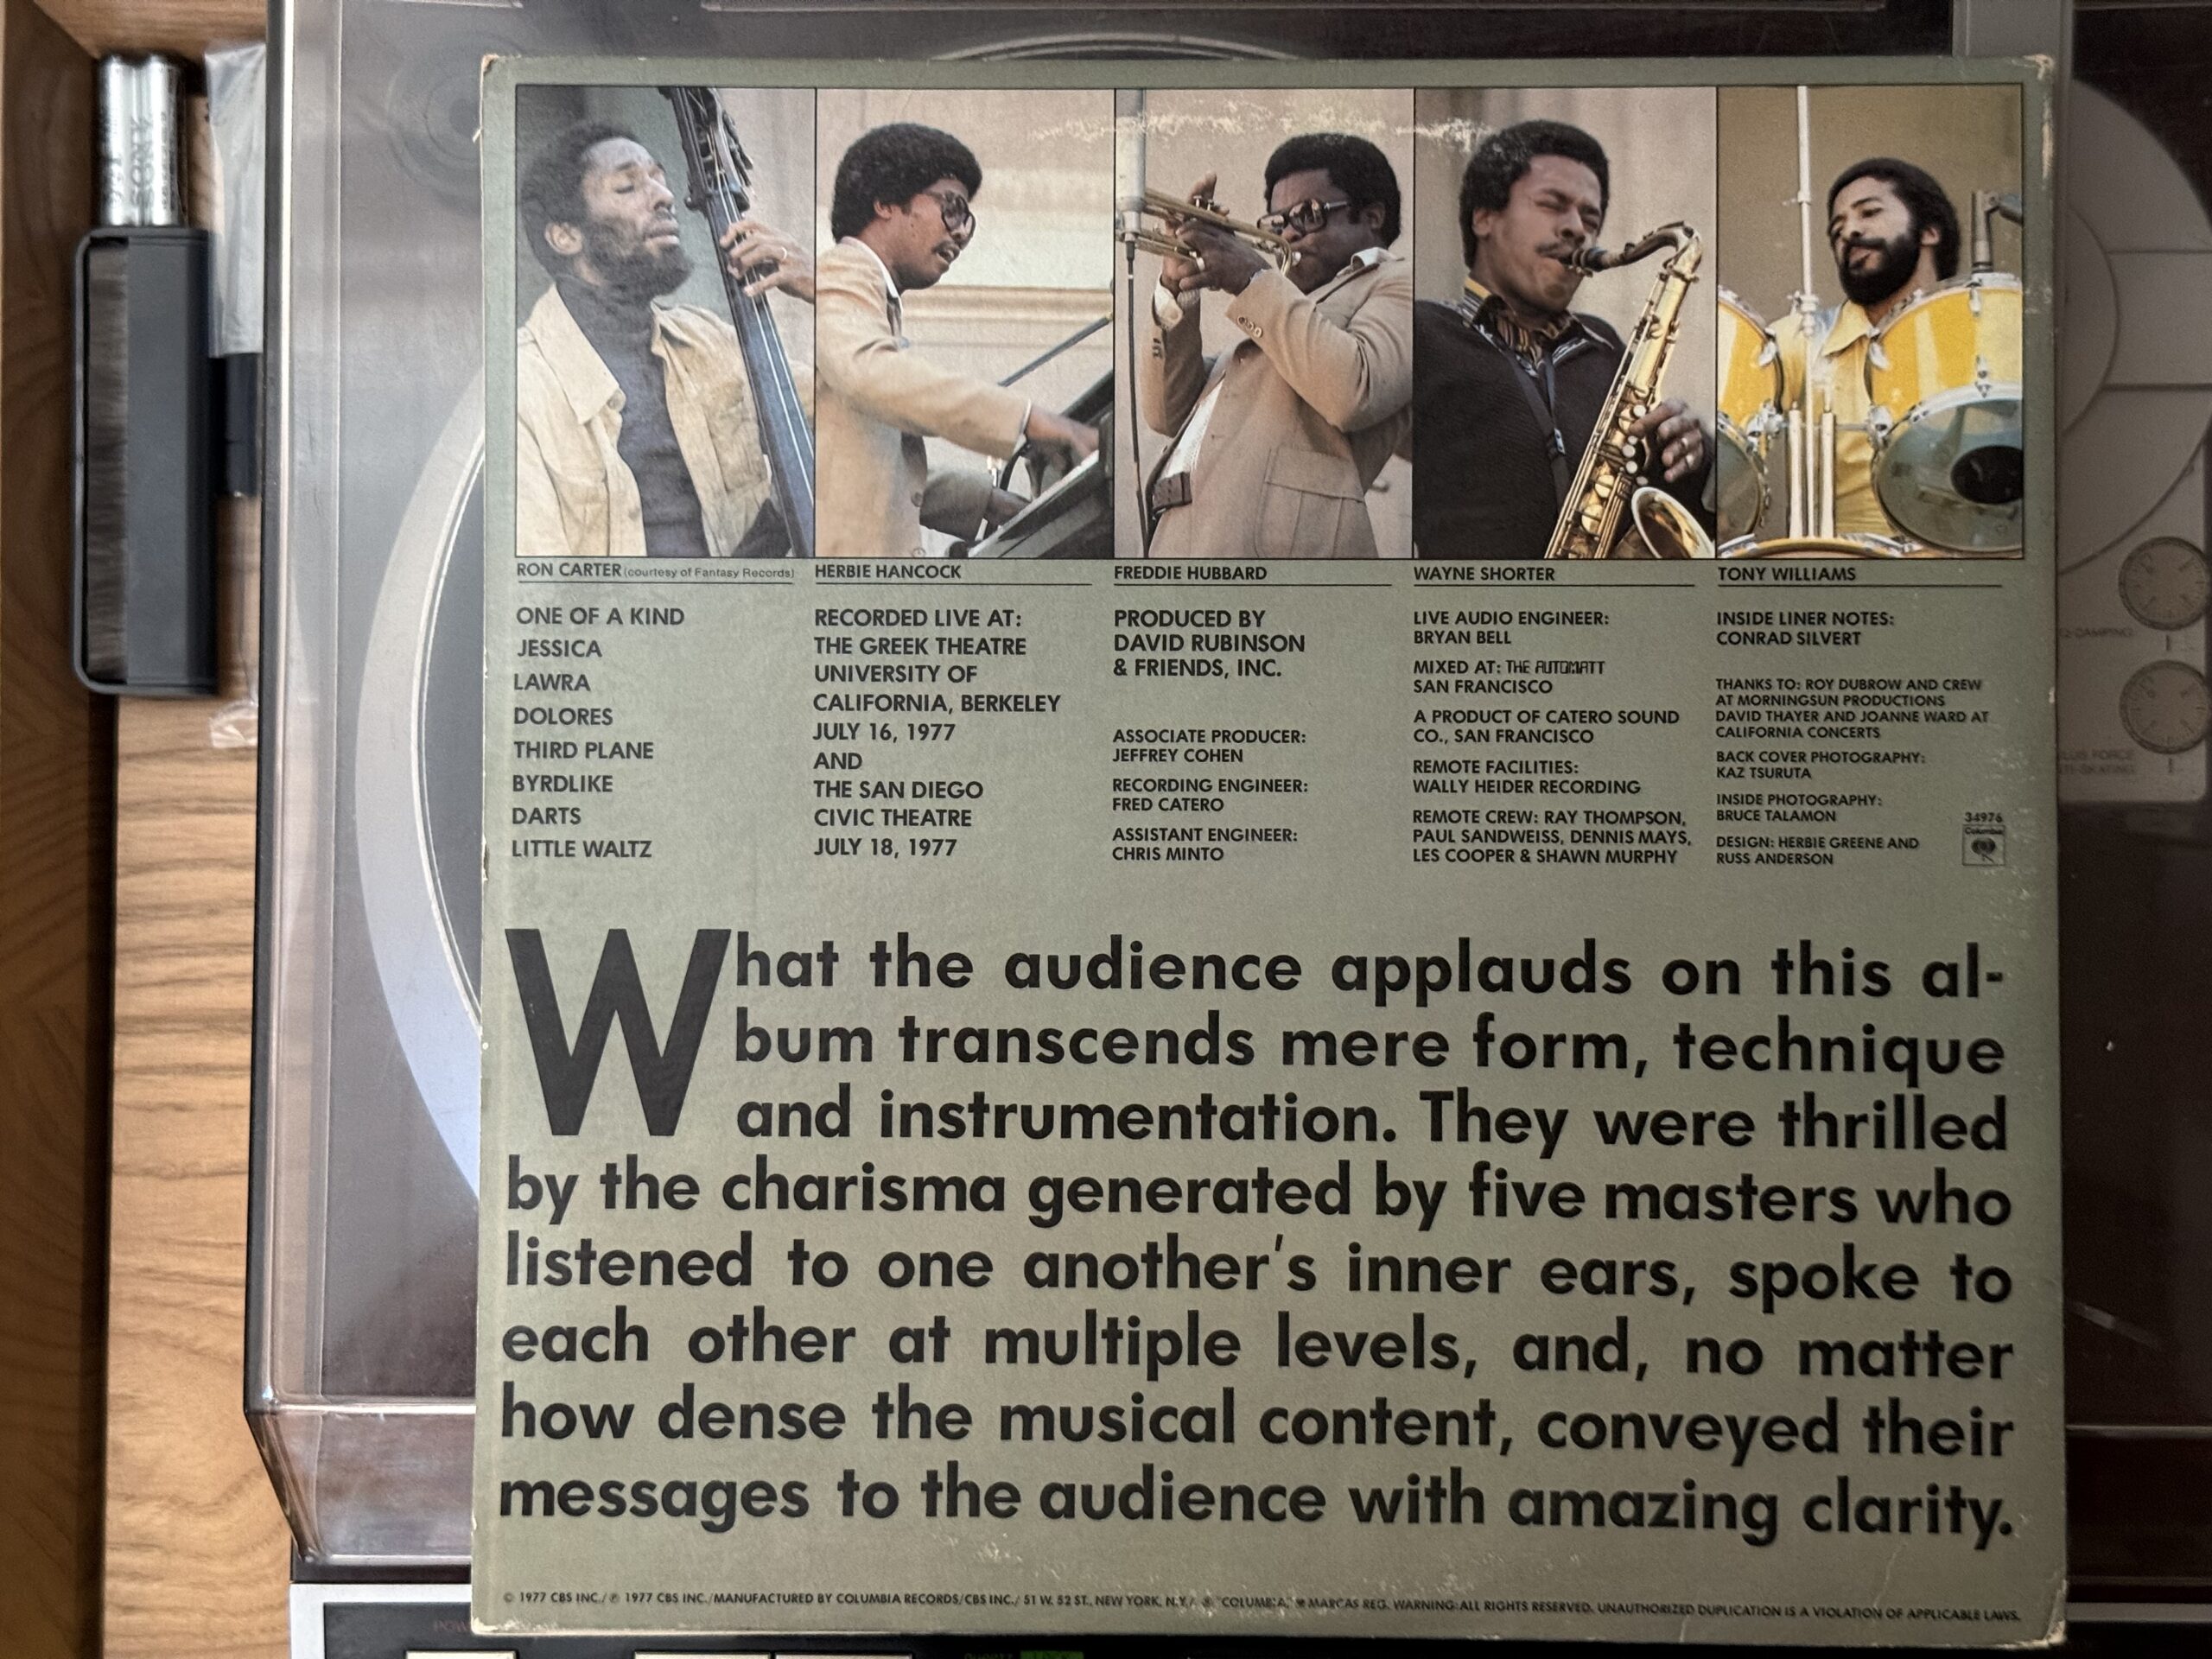 SONY
RON CARTER (courtesy of Fantasy Records)
ONE OF A KIND
JESSICA
LAWRA
DOLORES
THIRD PLANE
BYRDLIKE
DARTS
LITTLE WALTZ
HERBIE HANCOCK
RECORDED LIVE AT:
THE GREEK THEATRE
UNIVERSITY OF
CALIFORNIA, BERKELEY
JULY 16, 1977
AND
THE SAN DIEGO
CIVIC THEATRE
JULY 18, 1977
FREDDIE HUBBARD
PRODUCED BY
DAVID RUBINSON
& FRIENDS, INC.
ASSOCIATE PRODUCER:
JEFFREY COHEN
RECORDING ENGINEER:
FRED CATERO
ASSISTANT ENGINEER:
CHRIS MINTO
WAYNE SHORTER
LIVE AUDIO ENGINEER:
BRYAN BELL
MIXED AT: THE AUTOMATT
SAN FRANCISCO
A PRODUCT OF CATERO SOUND
CO., SAN FRANCISCO
REMOTE FACILITIES:
WALLY HEIDER RECORDING
REMOTE CREW: RAY THOMPSON,
PAUL SANDWEISS, DENNIS MAYS,
LES COOPER & SHAWN MURPHY
TONY WILLIAMS
INSIDE LINER NOTES:
CONRAD SILVERT
THANKS TO: ROY DUBROW AND CREW
AT MORNINGSUN PRODUCTIONS
DAVID THAYER AND JOANNE WARD AT
CALIFORNIA CONCERTS
BACK COVER PHOTOGRAPHY:
KAZ TSURUTA
INSIDE PHOTOGRAPHY:
BRUCE TALAMON
DESIGN: HERBIE GREENE AND
RUSS ANDERSON
34976
Columbia
What the audience applauds on this al-
bum transcends mere form, technique
and instrumentation. They were thrilled
by the charisma generated by five masters who
listened to one another's inner ears, spoke to
each other at multiple levels, and, no matter
how dense the musical content, conveyed their
messages to the audience with amazing clarity.
© 1977 CBS INC./℗ 1977 CBS INC./MANUFACTURED BY COLUMBIA RECORDS/CBS INC./ 51 W. 52 ST., NEW YORK, N.Y./ ® "COLUMBIA," MARCAS REG. WARNING: ALL RIGHTS RESERVED. UNAUTHORIZED DUPLICATION IS A VIOLATION OF APPLICABLE LAWS.